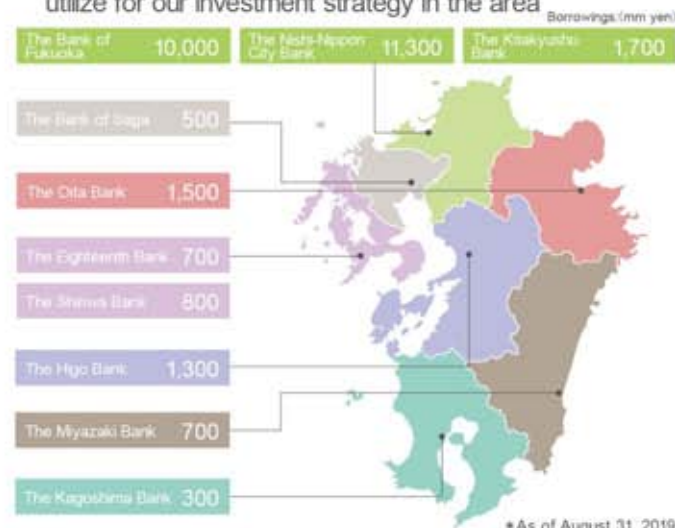 utilize for our investment strategy in the area
Borrowings:(mm yen)
The Bank of
Fukuoka 10,000
The Nishi-Nippon
City Bank 11,300
The Kitakyushu
Bank 1,700
The Bank of Saga 500
The Oita Bank 1,500
The Eighteenth Bank 700
The Shinwa Bank 800
The Higo Bank 1,300
The Miyazaki Bank 700
The Kagoshima Bank 300
*As of August 31, 2019